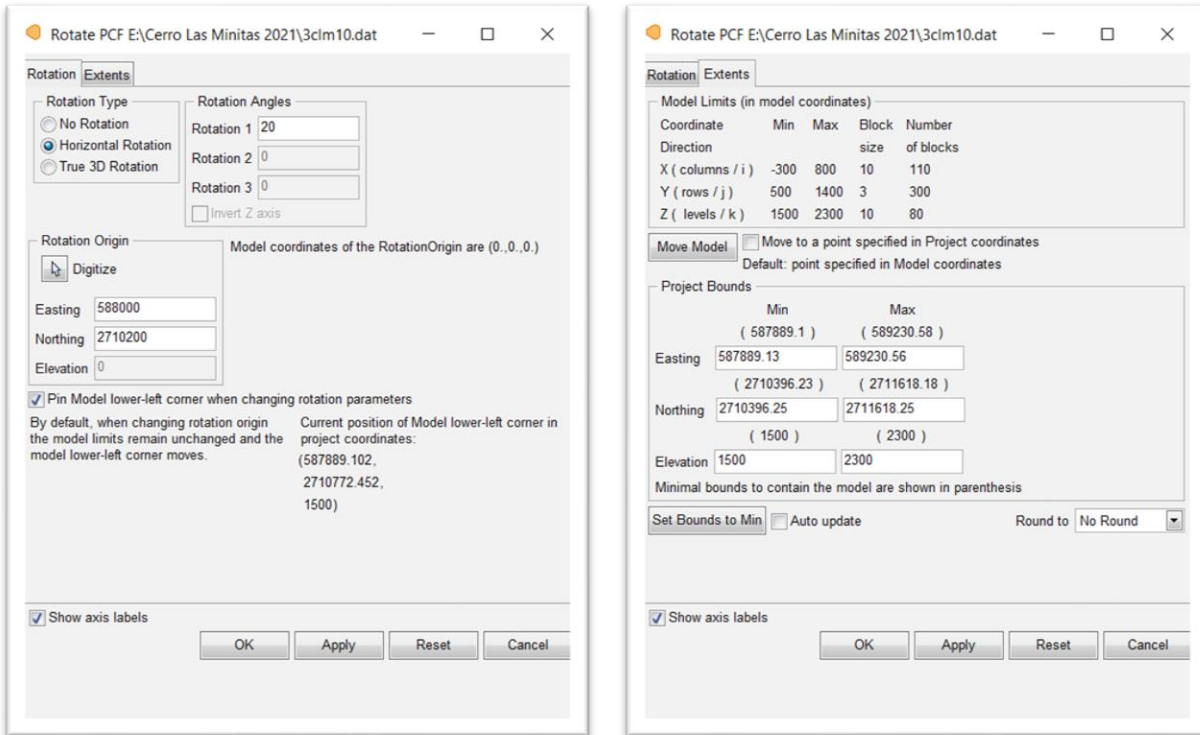 Rotate PCF E:\Cerro Las Minitas 2021\3clm10.dat
Rotation Extents
Rotation Type
No Rotation
Horizontal Rotation
True 3D Rotation
Rotation Angles
Rotation 1 20
Rotation 2 0
Rotation 3 0
Invert Z axis
Rotation Origin
Digitize
Easting 588000
Northing 2710200
Elevation 0
Model coordinates of the RotationOrigin are (0.,0.,0.)
Pin Model lower-left corner when changing rotation parameters
By default, when changing rotation origin
the model limits remain unchanged and the
model lower-left corner moves.
Current position of Model lower-left corner in
project coordinates:
(587889.102,
2710772.452,
1500)
Show axis labels
OK Apply Reset Cancel
Rotate PCF E:\Cerro Las Minitas 2021\3clm10.dat
Rotation Extents
Model Limits (in model coordinates)
Coordinate Min Max Block Number
Direction size of blocks
X ( columns / i ) -300 800 10 110
Y ( rows / j ) 500 1400 3 300
Z ( levels / k ) 1500 2300 10 80
Move Model Move to a point specified in Project coordinates
Default: point specified in Model coordinates
Project Bounds
Min Max
( 587889.1 ) ( 589230.58 )
Easting 587889.13 589230.56
( 2710396.23 ) ( 2711618.18 )
Northing 2710396.25 2711618.25
( 1500 ) ( 2300 )
Elevation 1500 2300
Minimal bounds to contain the model are shown in parenthesis
Set Bounds to Min Auto update Round to No Round
Show axis labels
OK Apply Reset Cancel